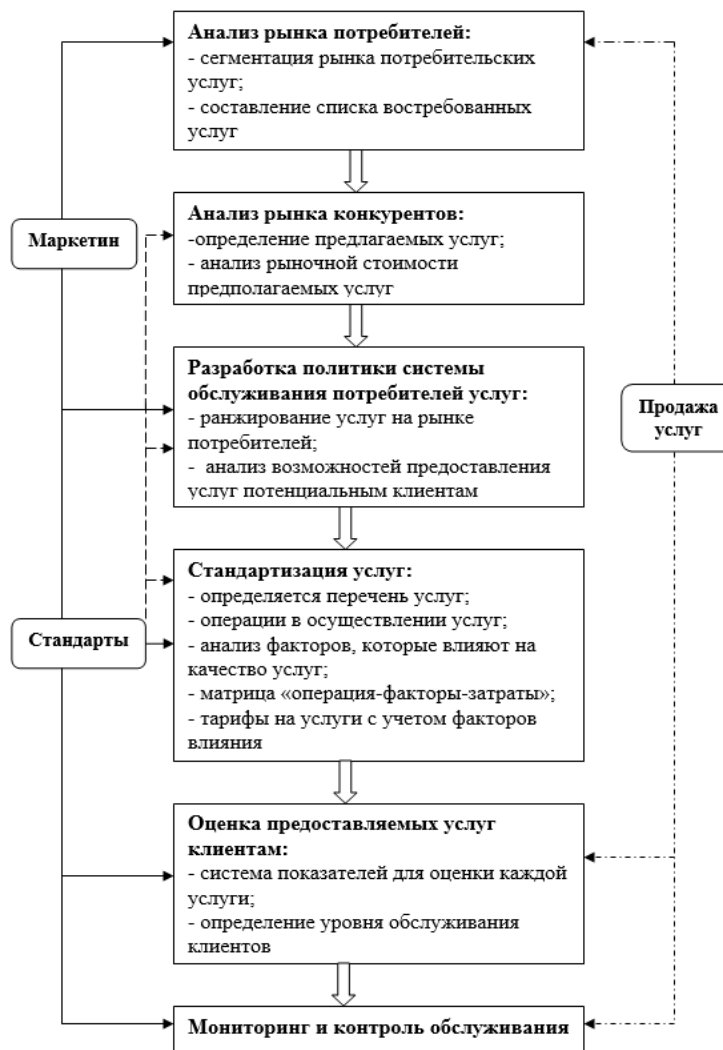 Анализ рынка потребителей:
- сегментация рынка потребительских
услуг;
- составление списка востребованных
услуг
Маркетин
Анализ рынка конкурентов:
-определение предлагаемых услуг;
- анализ рыночной стоимости
предполагаемых услуг
Разработка политики системы
обслуживания потребителей услуг:
- ранжирование услуг на рынке
потребителей;
- анализ возможностей предоставления
услуг потенциальным клиентам
Продажа
услуг
Стандарты
Стандартизация услуг:
- определяется перечень услуг;
- операции в осуществлении услуг;
- анализ факторов, которые влияют на
качество услуг;
- матрица «операция-факторы-затраты»;
- тарифы на услуги с учетом факторов
влияния
Оценка предоставляемых услуг
клиентам:
- система показателей для оценки каждой
услуги;
- определение уровня обслуживания
клиентов
Мониторинг и контроль обслуживания